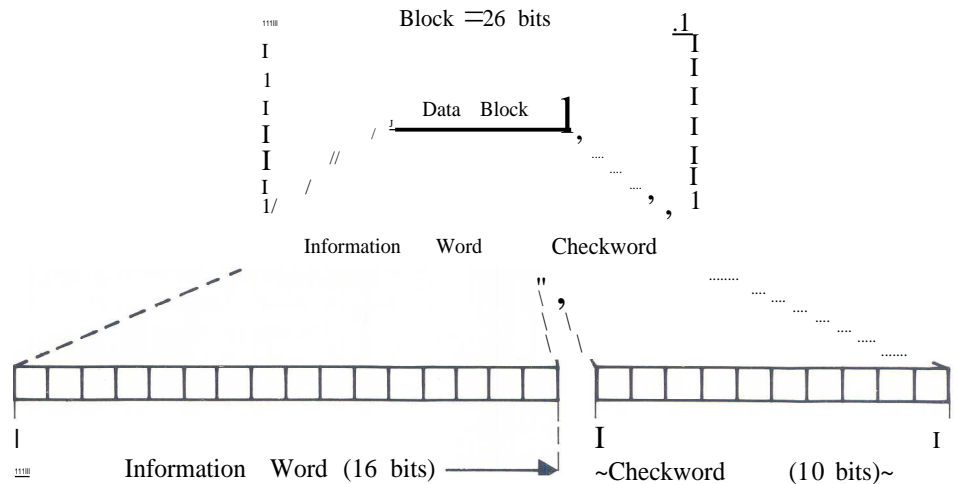 Block =26 bits
Data Block
Information Word Checkword
Information Word (16 bits) ~Checkword (10 bits)~